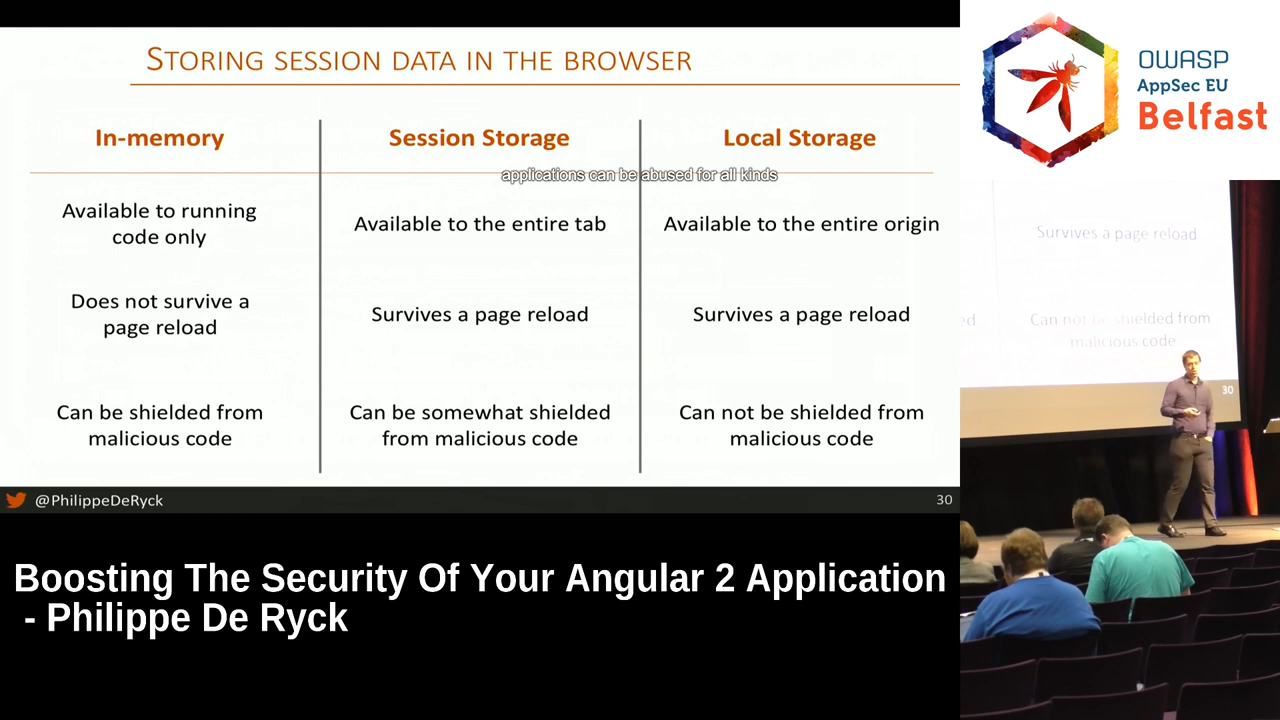 STORING SESSION DATA IN THE BROWSER
In-memory
Session Storage
Local Storage
applications can be abused for all kinds
Available to running
code only
Available to the entire tab
Available to the entire origin
Does not survive a
page reload
Survives a page reload
Survives a page reload
Can be shielded from
malicious code
Can be somewhat shielded
from malicious code
Can not be shielded from
malicious code
@PhilippeDeRyck
30
OWASP
AppSec EU
Belfast
Survives a page reload
ed
Can not be shielded from
malicious code
30
Boosting The Security Of Your Angular 2 Application
- Philippe De Ryck